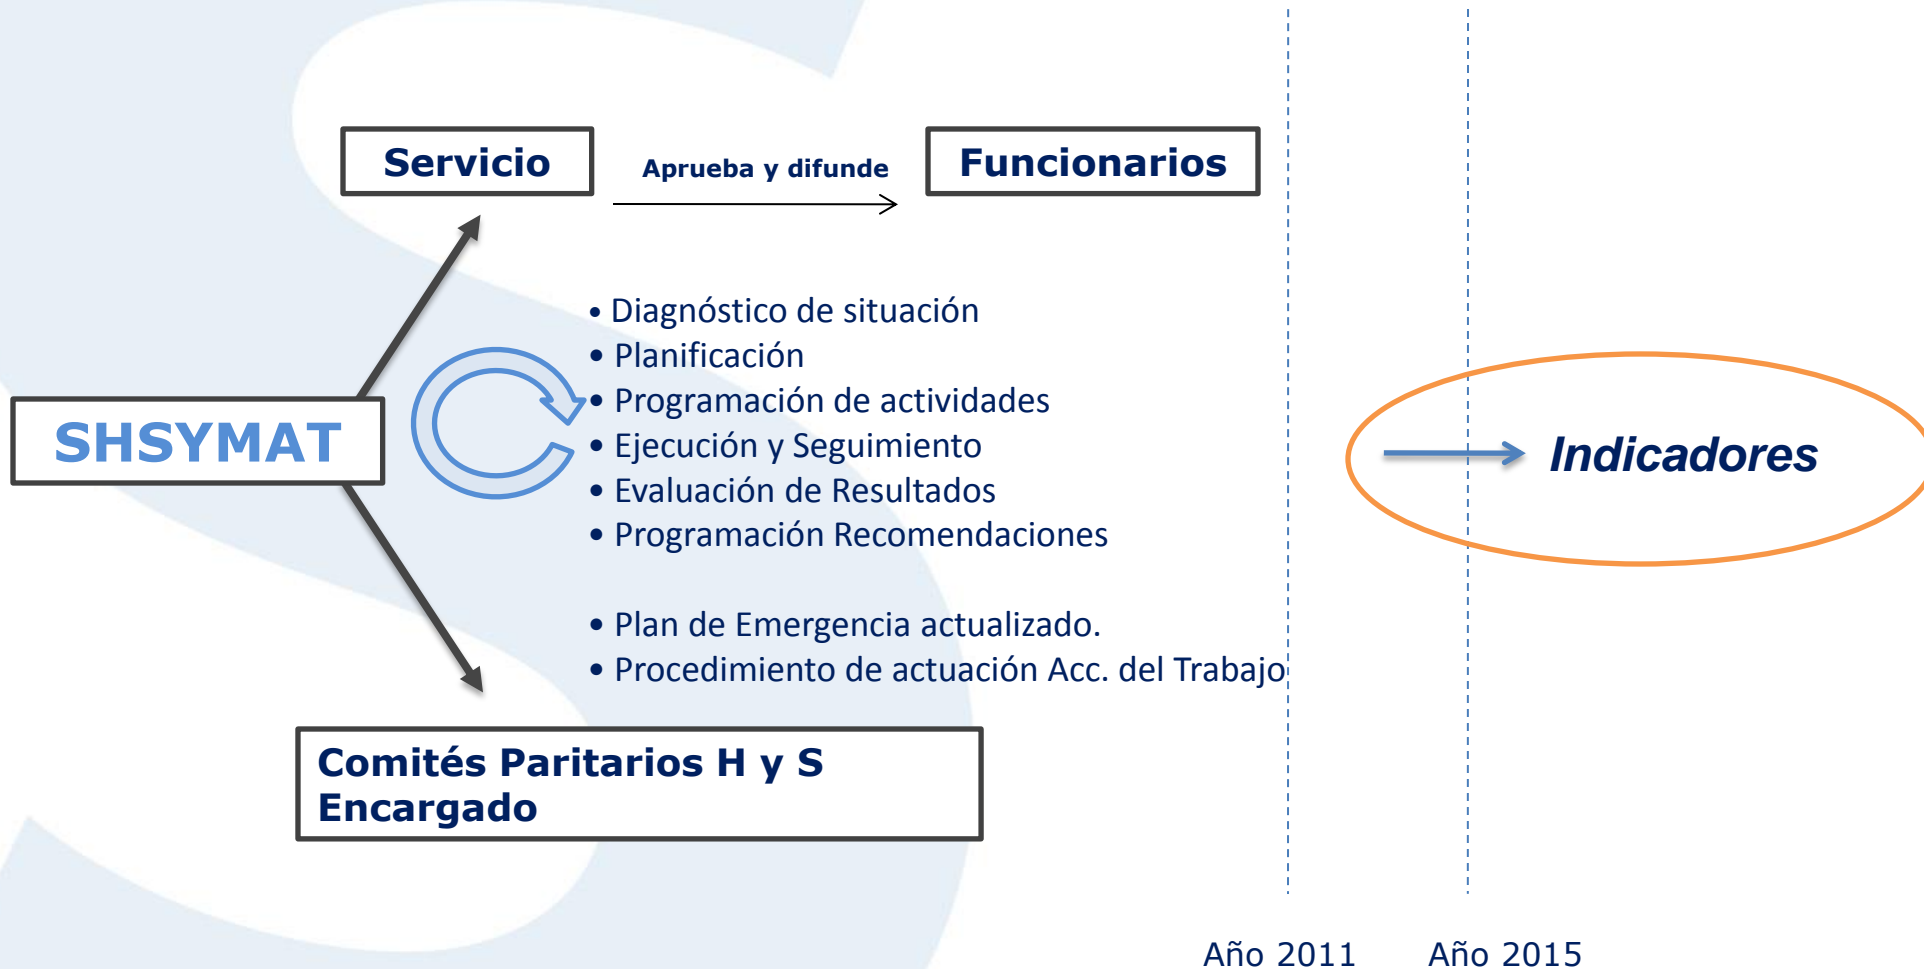 Servicio
Aprueba y difunde
Funcionarios
• Diagnóstico de situación
• Planificación
• Programación de actividades
• Ejecución y Seguimiento
• Evaluación de Resultados
• Programación Recomendaciones
SHSYMAT
Indicadores
• Plan de Emergencia actualizado.
• Procedimiento de actuación Acc. del Trabajo
Comités Paritarios H y S
Encargado
Año 2011
Año 2015